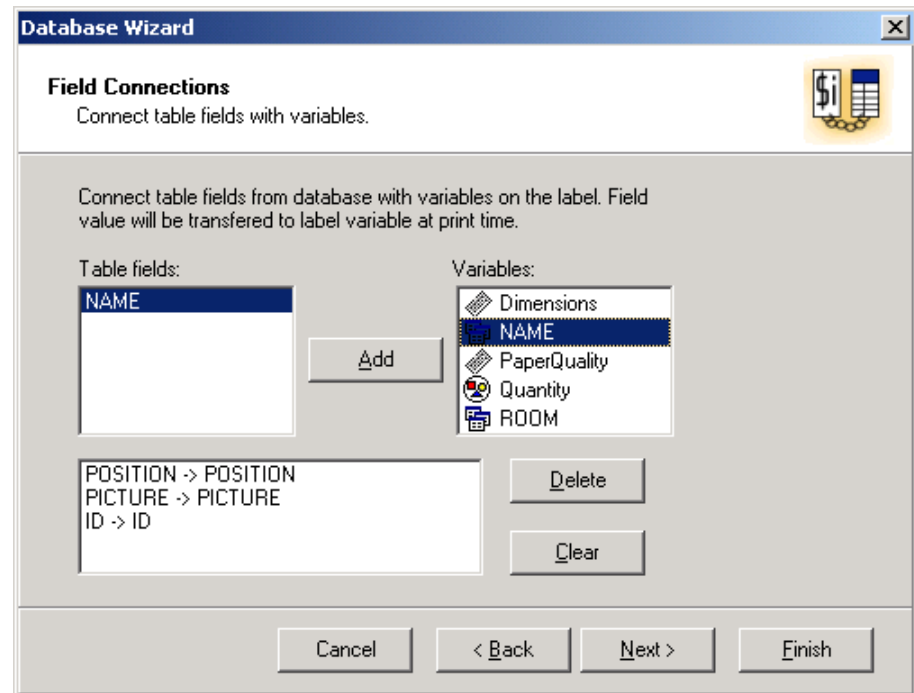 Database Wizard
Field Connections
Connect table fields with variables.
$i
Connect table fields from database with variables on the label. Field
value will be transfered to label variable at print time.
Table fields:
Variables:
NAME
Dimensions
NAME
PaperQuality
Quantity
ROOM
Add
POSITION -> POSITION
PICTURE -> PICTURE
ID -> ID
Delete
Clear
Cancel
< Back
Next >
Finish